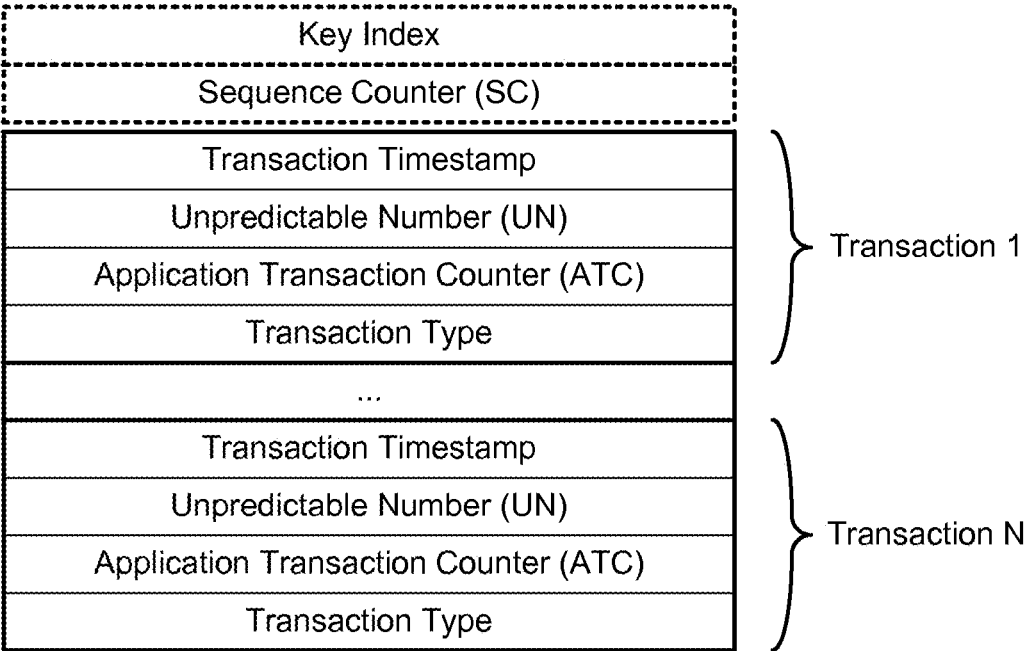 Key Index
Sequence Counter (SC)
Transaction Timestamp
Unpredictable Number (UN)
Application Transaction Counter (ATC)
Transaction Type
Transaction 1
...
Transaction Timestamp
Unpredictable Number (UN)
Application Transaction Counter (ATC)
Transaction Type
Transaction N